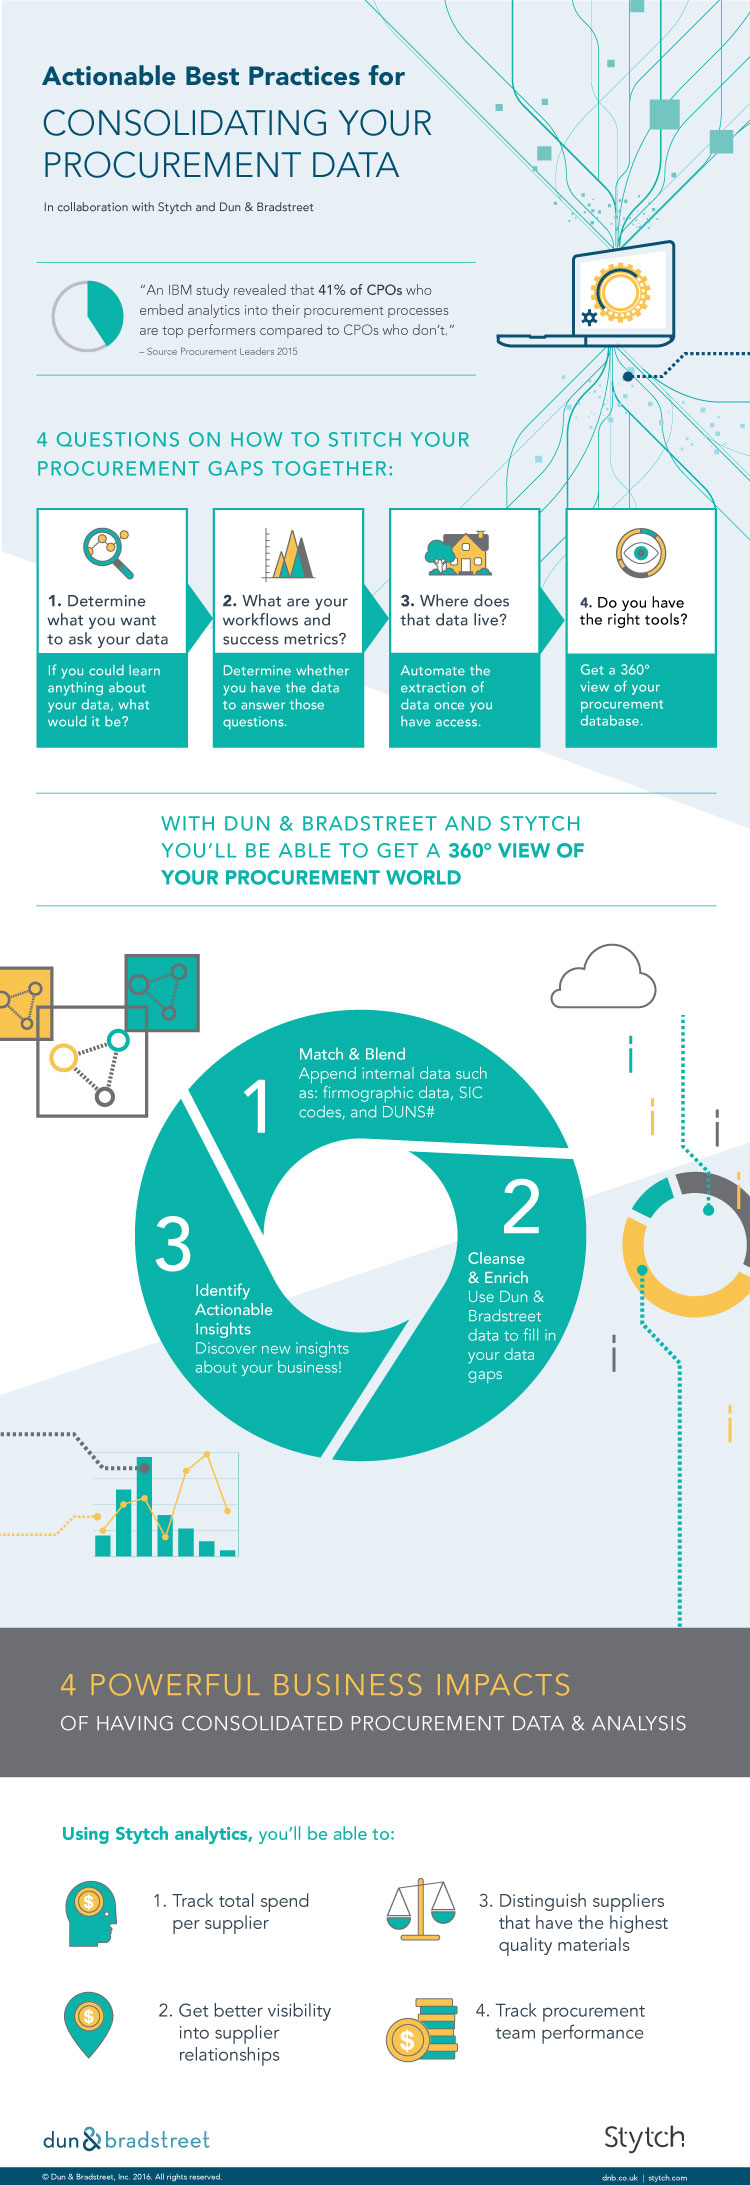 Actionable Best Practices for
CONSOLIDATING YOUR
PROCUREMENT DATA
In collaboration with Stytch and Dun & Bradstreet
“An IBM study revealed that 41% of CPOs who
embed analytics into their procurement processes
are top performers compared to CPOs who don’t.”
– Source Procurement Leaders 2015
4 QUESTIONS ON HOW TO STITCH YOUR
PROCUREMENT GAPS TOGETHER:
1. Determine
what you want
to ask your data
If you could learn
anything about
your data, what
would it be?
2. What are your
workflows and
success metrics?
Determine whether
you have the data
to answer those
questions.
3. Where does
that data live?
Automate the
extraction of
data once you
have access.
4. Do you have
the right tools?
Get a 360°
view of your
procurement
database.
WITH DUN & BRADSTREET AND STYTCH
YOU’LL BE ABLE TO GET A 360° VIEW OF
YOUR PROCUREMENT WORLD
1
Match & Blend
Append internal data such
as: firmographic data, SIC
codes, and DUNS#
2
Cleanse
& Enrich
Use Dun &
Bradstreet
data to fill in
your data
gaps
3
Identify
Actionable
Insights
Discover new insights
about your business!
4 POWERFUL BUSINESS IMPACTS
OF HAVING CONSOLIDATED PROCUREMENT DATA & ANALYSIS
Using Stytch analytics, you’ll be able to:
$
1. Track total spend
per supplier
$
2. Get better visibility
into supplier
relationships
3. Distinguish suppliers
that have the highest
quality materials
$
4. Track procurement
team performance
dun&bradstreet
Stytch
© Dun & Bradstreet, Inc. 2016. All rights reserved.
dnb.co.uk | stytch.com